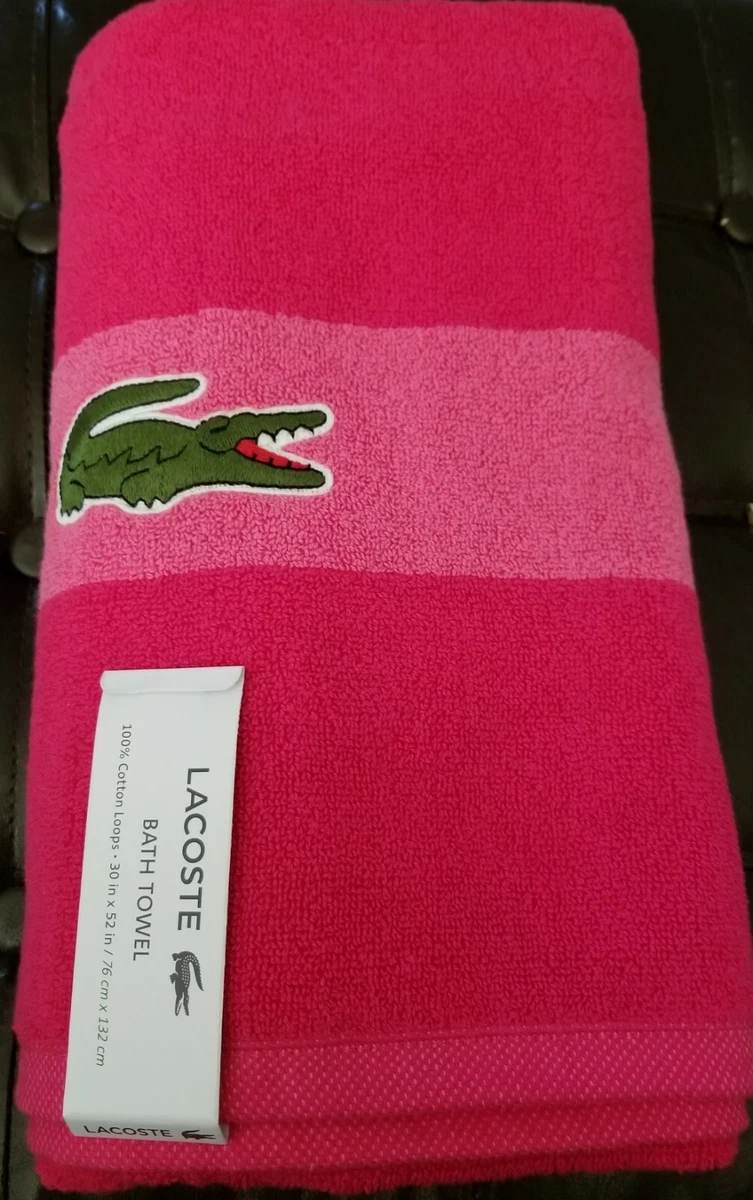 LACOSTE
BATH TOWEL
100% Cotton Loops • 30 in x 52 in / 76 cm x 132 cm
LACOSTE